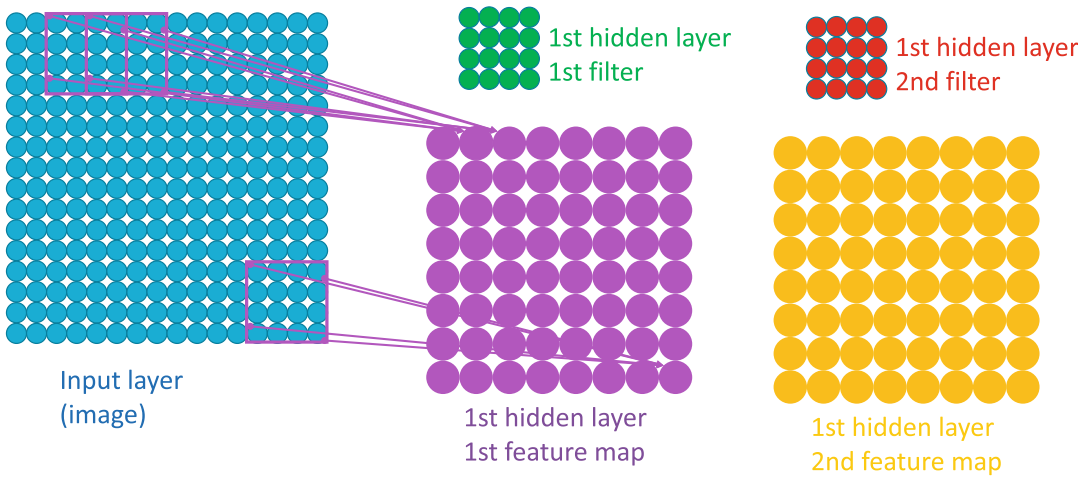 1st hidden layer
1st filter
1st hidden layer
2nd filter
Input layer
(image)
1st hidden layer
1st feature map
1st hidden layer
2nd feature map